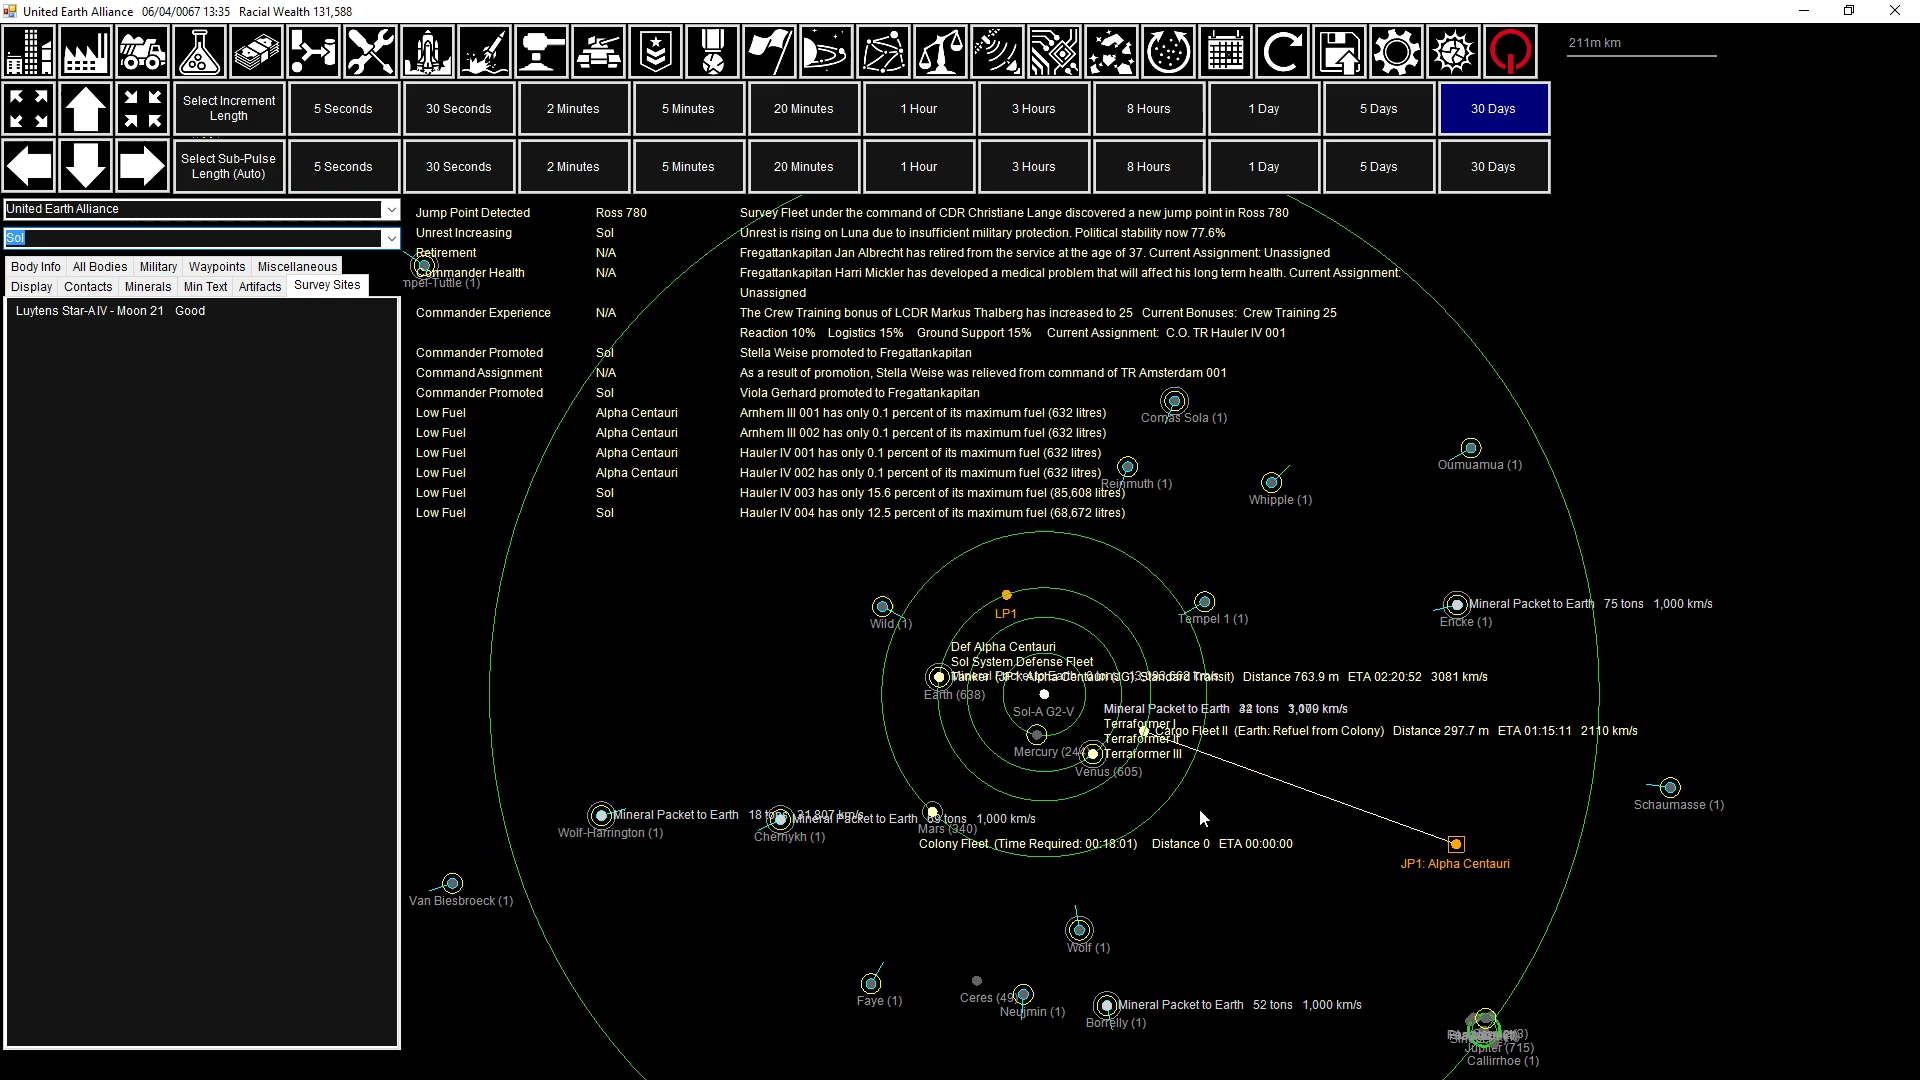 United Earth Alliance   06/04/0067 13:35   Racial Wealth 131,588
211m km
Select Increment Length
5 Seconds
30 Seconds
2 Minutes
5 Minutes
20 Minutes
1 Hour
3 Hours
8 Hours
1 Day
5 Days
30 Days
Select Sub-Pulse Length (Auto)
5 Seconds
30 Seconds
2 Minutes
5 Minutes
20 Minutes
1 Hour
3 Hours
8 Hours
1 Day
5 Days
30 Days
United Earth Alliance
Sol
Body Info   All Bodies   Military   Waypoints   Miscellaneous
Display   Contacts   Minerals   Min Text   Artifacts   Survey Sites
Luytens Star-A IV - Moon 21   Good
Jump Point Detected   Ross 780   Survey Fleet under the command of CDR Christiane Lange discovered a new jump point in Ross 780
Unrest Increasing   Sol   Unrest is rising on Luna due to insufficient military protection. Political stability now 77.6%
Retirement   N/A   Fregattankapitan Jan Albrecht has retired from the service at the age of 37. Current Assignment: Unassigned
Commander Health   N/A   Fregattankapitan Harri Mickler has developed a medical problem that will affect his long term health. Current Assignment:
Unassigned
Commander Experience   N/A   The Crew Training bonus of LCDR Markus Thalberg has increased to 25   Current Bonuses:   Crew Training 25
Reaction 10%   Logistics 15%   Ground Support 15%   Current Assignment:   C.O. TR Hauler IV 001
Commander Promoted   Sol   Stella Weise promoted to Fregattankapitan
Command Assignment   N/A   As a result of promotion, Stella Weise was relieved from command of TR Amsterdam 001
Commander Promoted   Sol   Viola Gerhard promoted to Fregattankapitan
Low Fuel   Alpha Centauri   Arnhem III 001 has only 0.1 percent of its maximum fuel (632 litres)
Low Fuel   Alpha Centauri   Arnhem III 002 has only 0.1 percent of its maximum fuel (632 litres)
Low Fuel   Alpha Centauri   Hauler IV 001 has only 0.1 percent of its maximum fuel (632 litres)
Low Fuel   Alpha Centauri   Hauler IV 002 has only 0.1 percent of its maximum fuel (632 litres)
Low Fuel   Sol   Hauler IV 003 has only 15.6 percent of its maximum fuel (85,608 litres)
Low Fuel   Sol   Hauler IV 004 has only 12.5 percent of its maximum fuel (68,672 litres)
mpel-Tuttle (1)
Comas Sola (1)
Oumuamua (1)
Reinmuth (1)
Whipple (1)
LP1
Wild (1)
Tempel 1 (1)
Mineral Packet to Earth   75 tons   1,000 km/s
Encke (1)
Def Alpha Centauri
Sol System Defense Fleet
Distance 763.9 m   ETA 02:20:52   3081 km/s
Earth (638)
Sol-A G2-V
Mineral Packet to Earth
Terraformer I
Terraformer II
Terraformer III
Cargo Fleet II   (Earth: Refuel from Colony)   Distance 297.7 m   ETA 01:15:11   2110 km/s
Mercury
Venus (605)
Schaumasse (1)
Mineral Packet to Earth   18 tons   31,807 km/s
Wolf-Harrington (1)
Mineral Packet to Earth   tons   1,000 km/s
Chernykh (1)
Mars (340)
Colony Fleet   (Time Required: 00:18:01)   Distance 0   ETA 00:00:00
JP1: Alpha Centauri
Van Biesbroeck (1)
Wolf (1)
Faye (1)
Ceres
Neujmin (1)
Mineral Packet to Earth   52 tons   1,000 km/s
Borrelly (1)
Jupiter (715)
Callirrhoe (1)